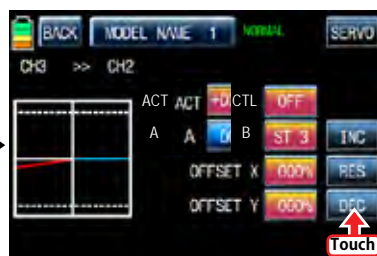 BACK MODEL NAME 1 NORMAL SERVO
CH3 >> CH2
ACT ACT +D CTL OFF
A A B ST 3 INC
OFFSET X 000% RES
OFFSET Y 000% DEC
Touch